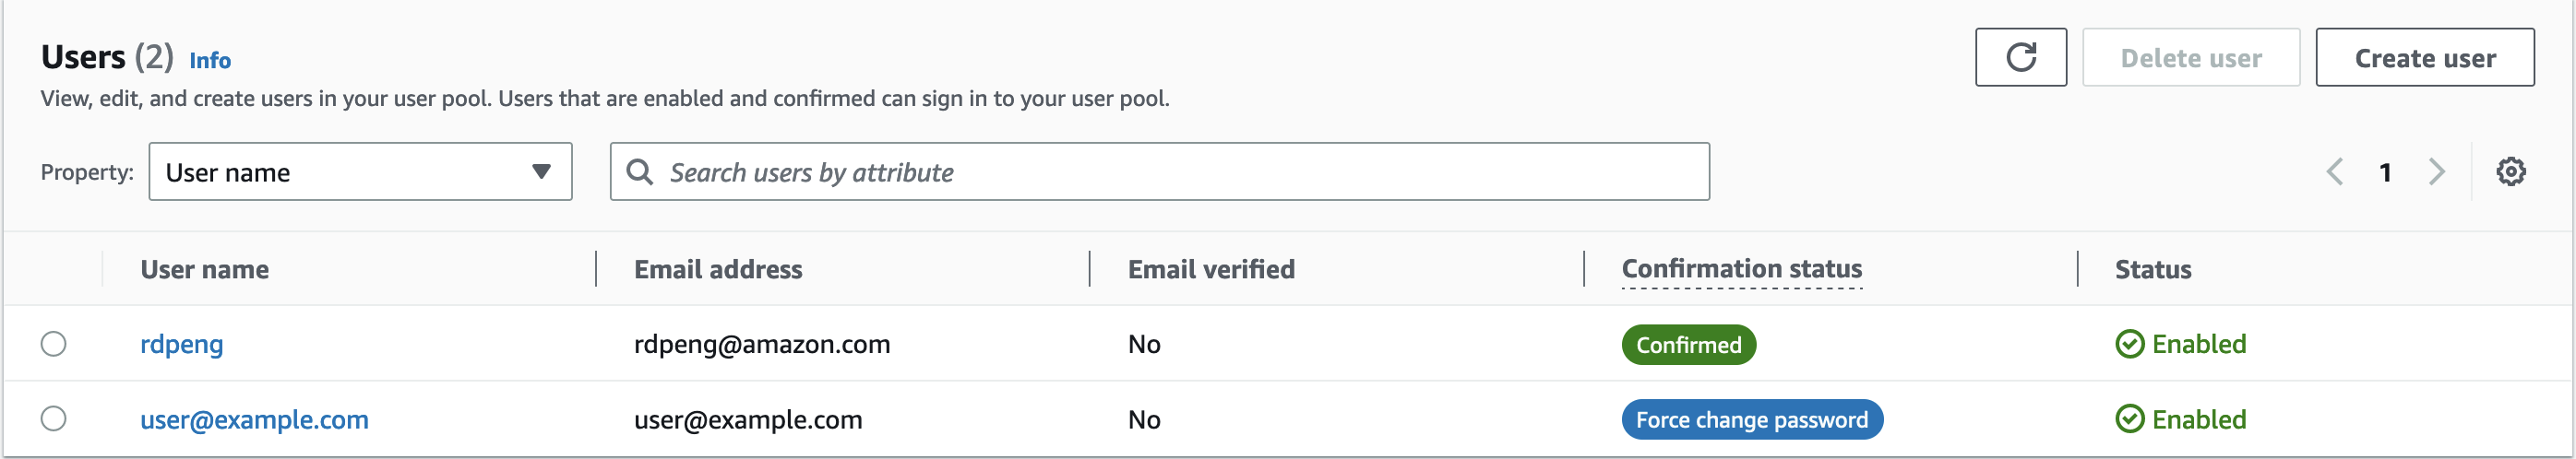 Users (2) Info
View, edit, and create users in your user pool. Users that are enabled and confirmed can sign in to your user pool.
Delete user
Create user
Property: User name
Search users by attribute
1
User name Email address Email verified Confirmation status Status
rdpeng rdpeng@amazon.com No Confirmed Enabled
user@example.com user@example.com No Force change password Enabled